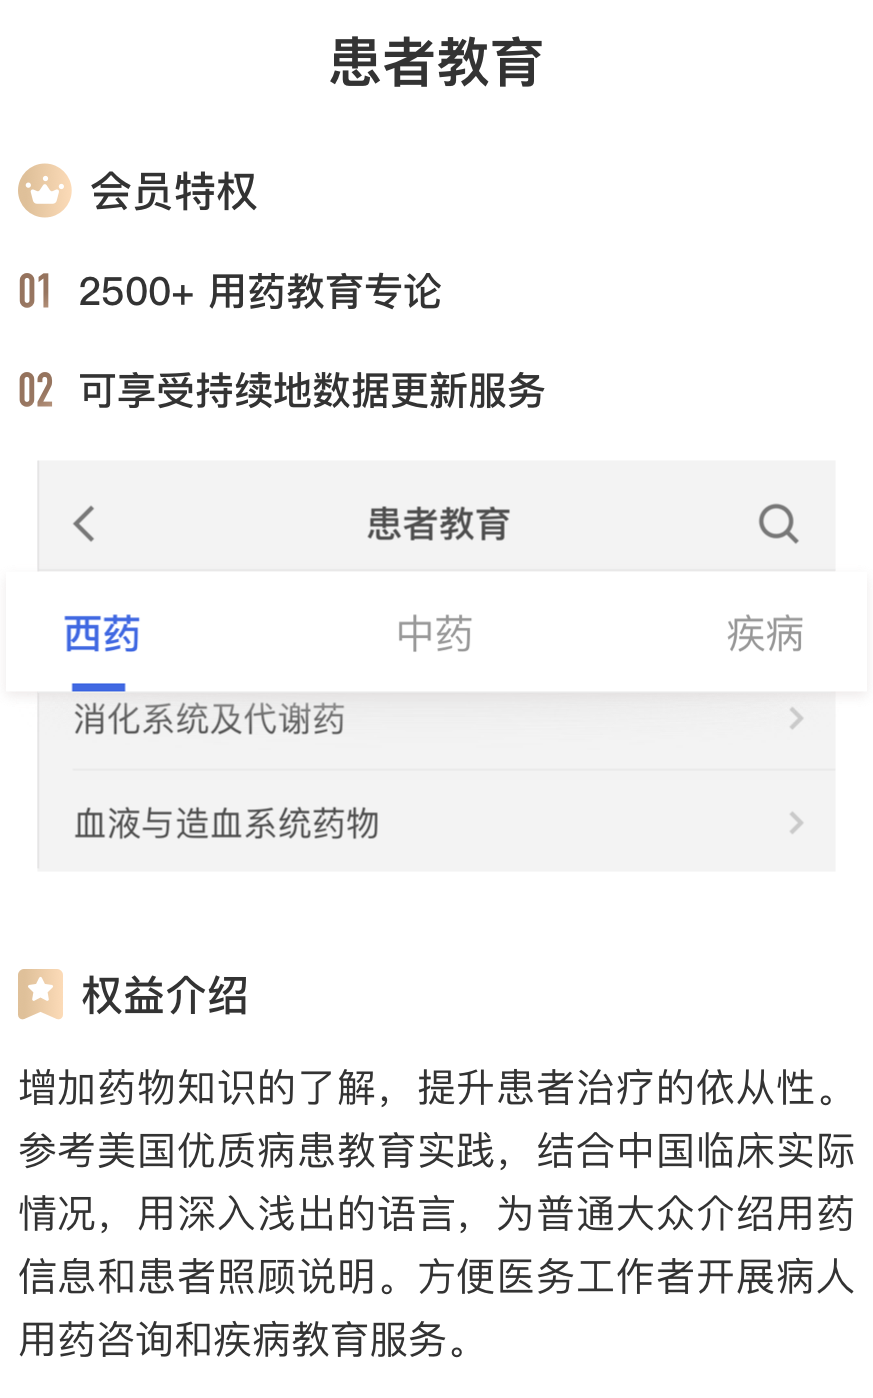 患者教育
会员特权
01 2500+ 用药教育专论
02 可享受持续地数据更新服务
患者教育
西药 中药 疾病
消化系统及代谢药
血液与造血系统药物
权益介绍
增加药物知识的了解，提升患者治疗的依从性。
参考美国优质病患教育实践，结合中国临床实际
情况，用深入浅出的语言，为普通大众介绍用药
信息和患者照顾说明。方便医务工作者开展病人
用药咨询和疾病教育服务。